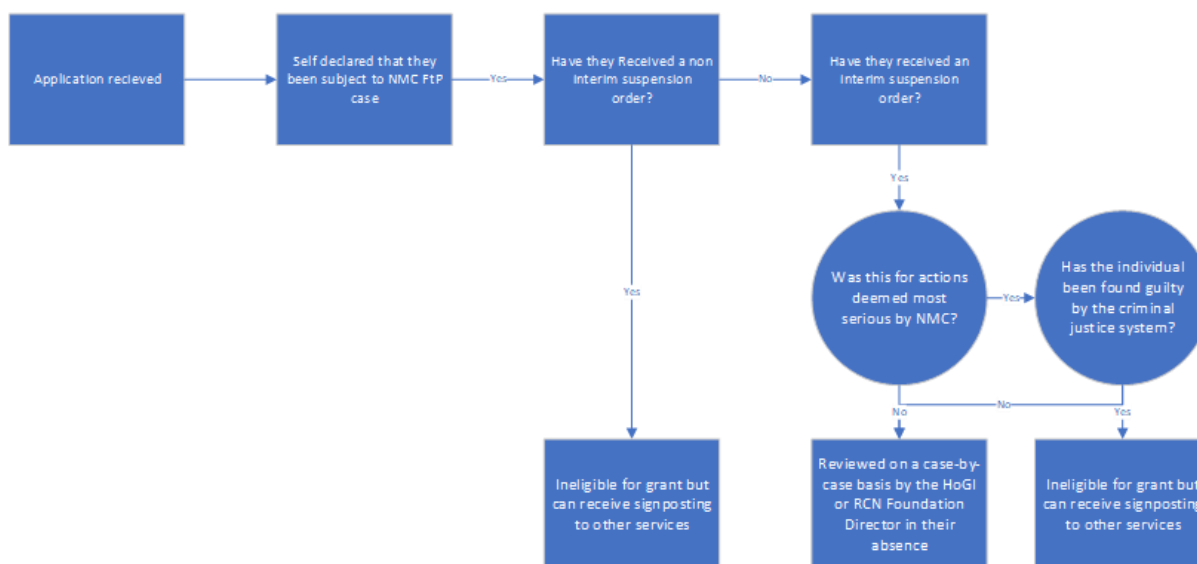 Application recieved
Self declared that they
been subject to NMC FtP
case
Yes
Have they Received a non
interim suspension
order?
No
Have they received an
interim suspension
order?
Yes
Yes
Was this for actions
deemed most
serious by NMC?
Yes
Has the individual
been found guilty
by the criminal
justice system?
No
No
Yes
Ineligible for grant but
can receive signposting
to other services
Reviewed on a case-by-
case basis by the HoGI
or RCN Foundation
Director in their
absence
Ineligible for grant but
can receive signposting
to other services